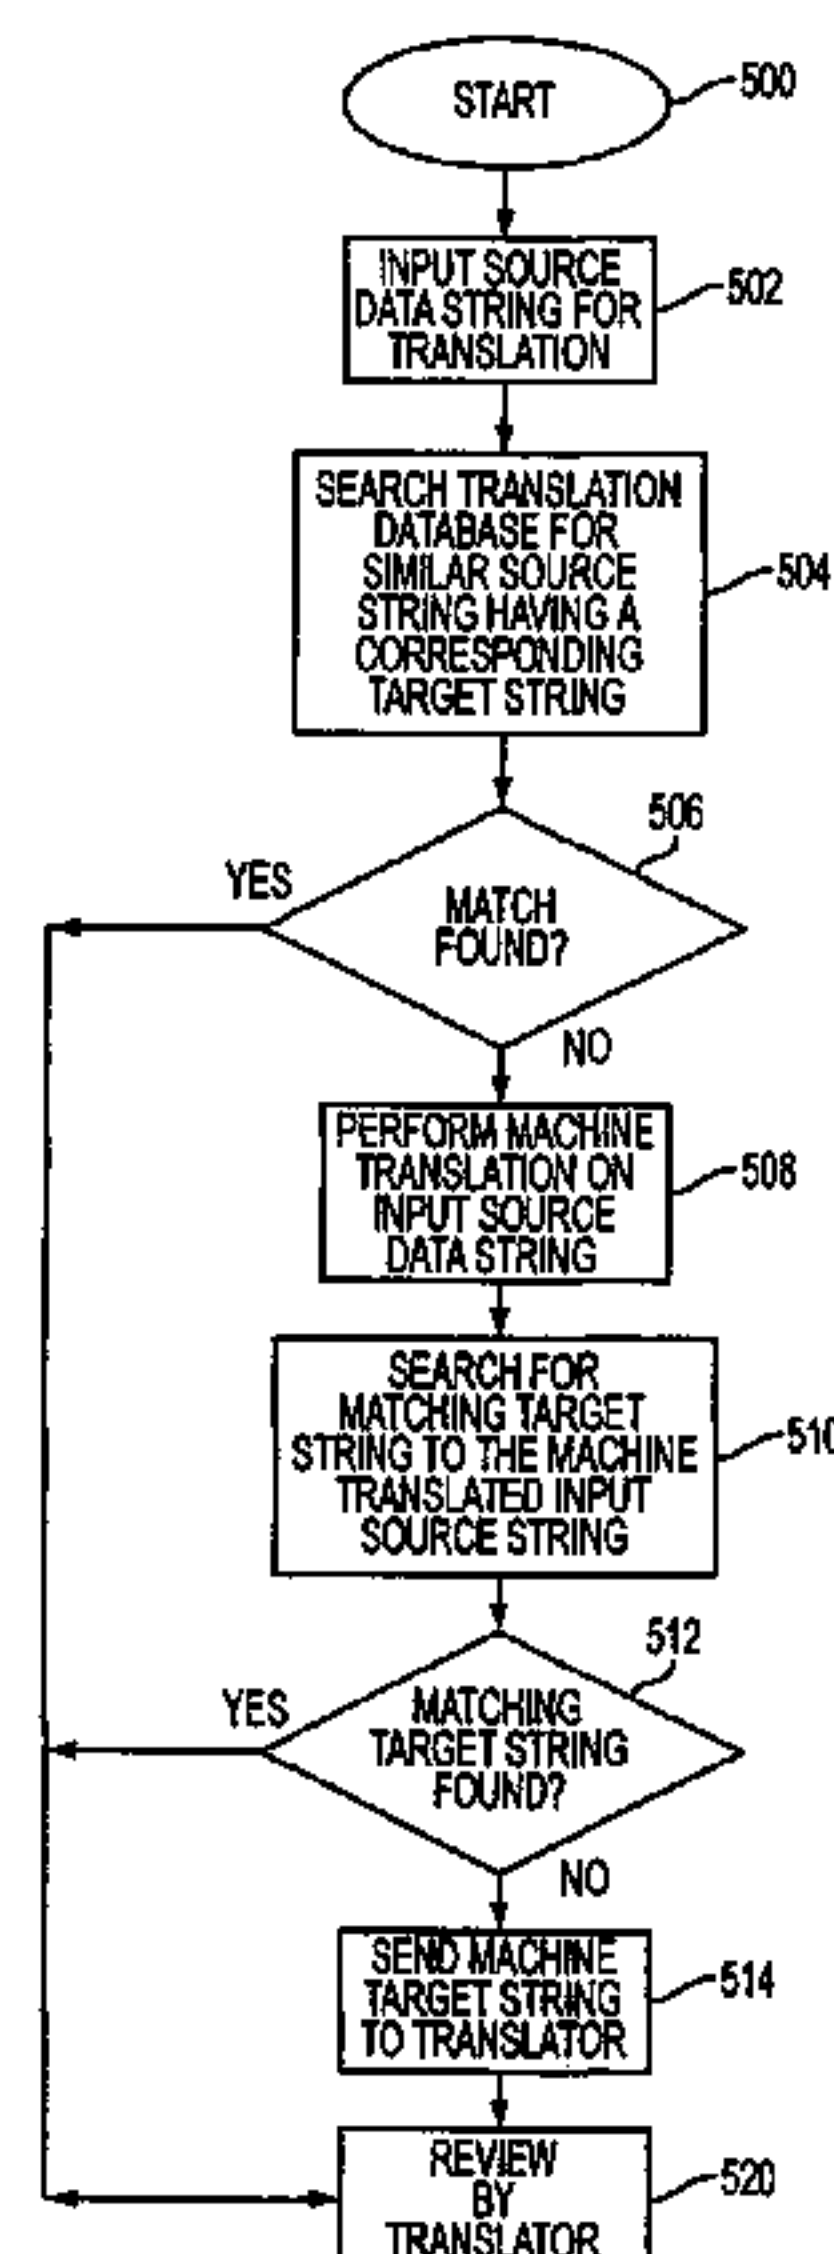 START
500
INPUT SOURCE
DATA STRING FOR
TRANSLATION
502
SEARCH TRANSLATION
DATABASE FOR
SIMILAR SOURCE
STRING HAVING A
CORRESPONDING
TARGET STRING
504
506
YES
MATCH
FOUND?
NO
PERFORM MACHINE
TRANSLATION ON
INPUT SOURCE
DATA STRING
508
SEARCH FOR
MATCHING TARGET
STRING TO THE MACHINE
TRANSLATED INPUT
SOURCE STRING
510
512
YES
MATCHING
TARGET STRING
FOUND?
NO
SEND MACHINE
TARGET STRING
TO TRANSLATOR
514
REVIEW
BY
TRANSLATOR
520